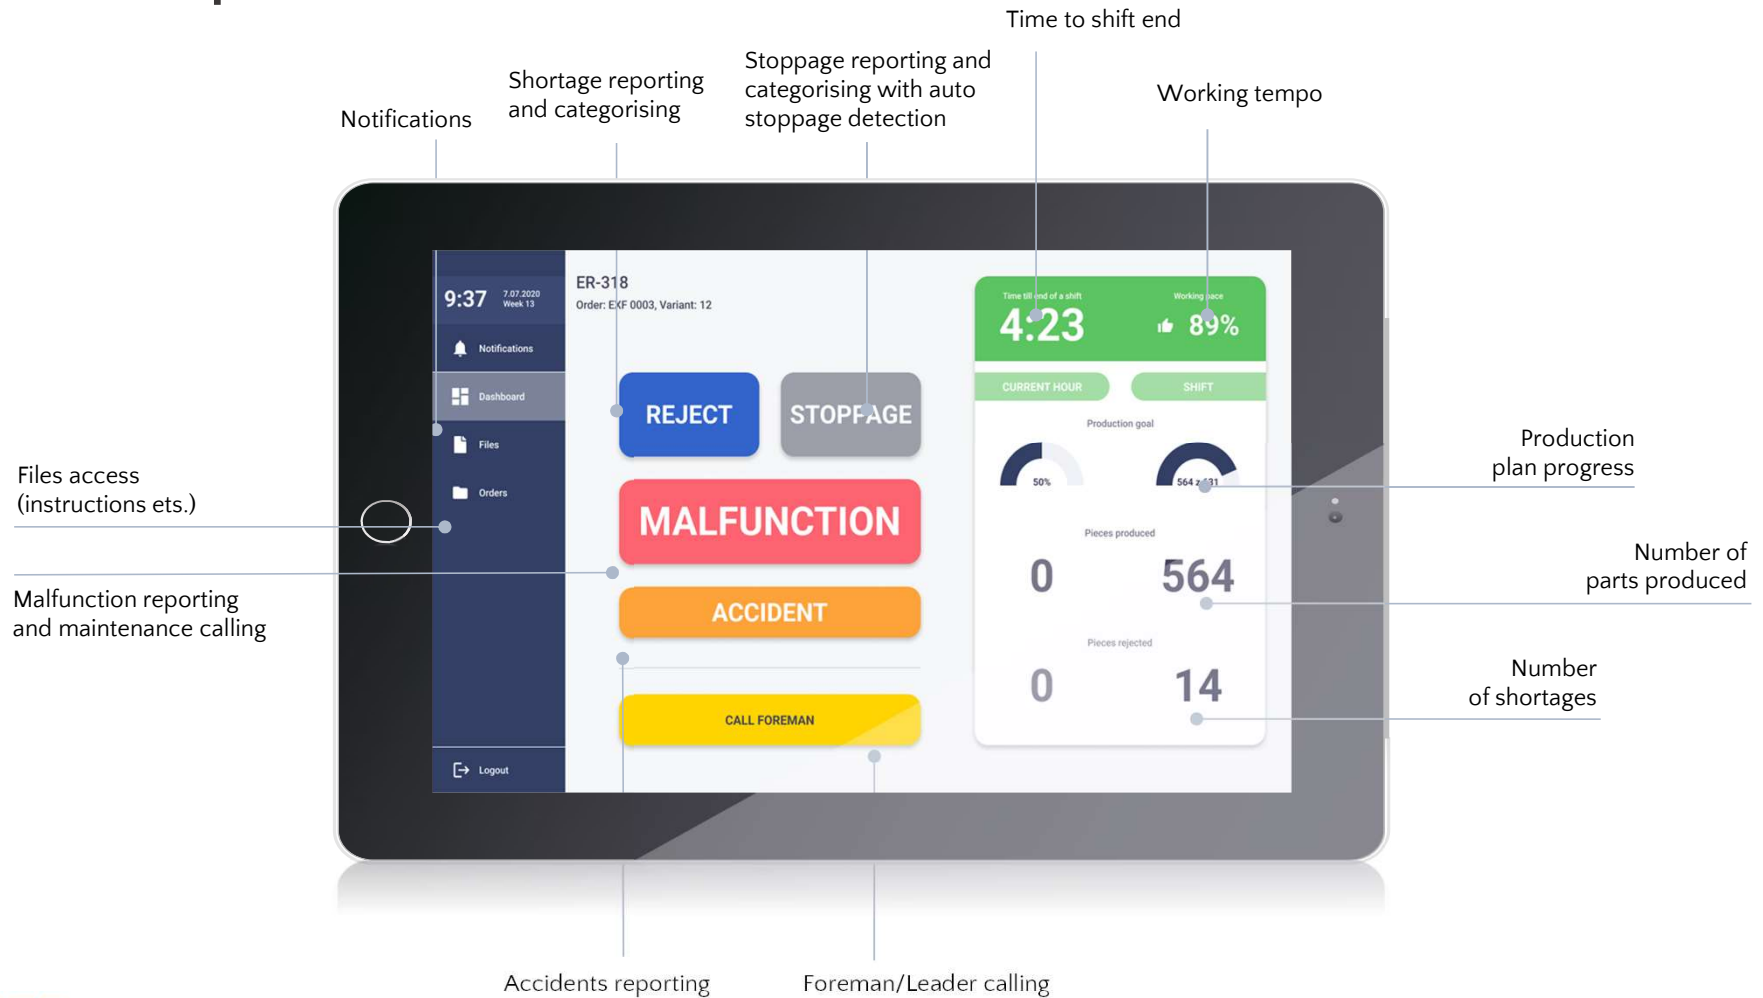 Time to shift end
Stoppage reporting and
categorising with auto
stoppage detection
Shortage reporting
and categorising
Working tempo
Notifications
9:37
7.07.2020
Week 13
Notifications
Dashboard
Files
Orders
Logout
ER-318
Order: EXF 0003, Variant: 12
REJECT
STOPPAGE
MALFUNCTION
ACCIDENT
CALL FOREMAN
Time till end of a shift
4:23
Working pace
89%
CURRENT HOUR
SHIFT
Production goal
50%
564 z
Pieces produced
0
564
Pieces rejected
0
14
Files access
(instructions ets.)
Malfunction reporting
and maintenance calling
Production
plan progress
Number of
parts produced
Number
of shortages
Accidents reporting
Foreman/Leader calling